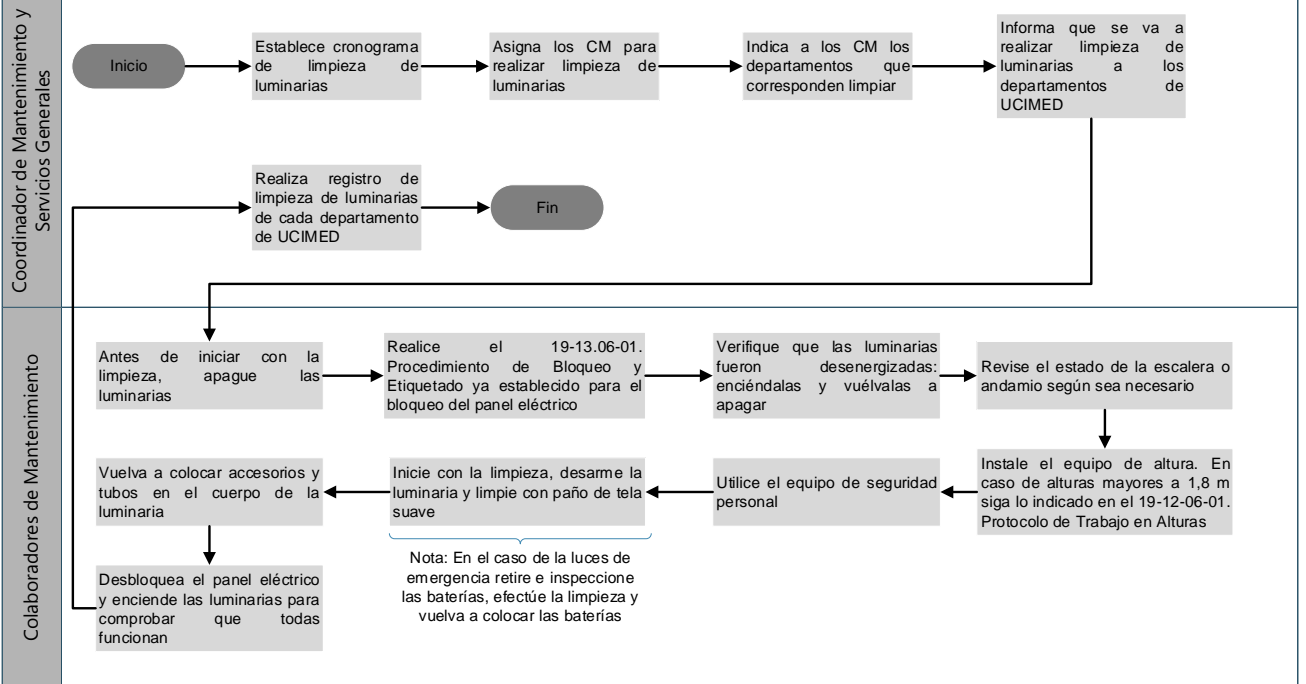 Coordinador de Mantenimiento y
Servicios Generales
Inicio
Establece cronograma
de limpieza de
luminarias
Asigna los CM para
realizar limpieza de
luminarias
Indica a los CM los
departamentos que
corresponden limpiar
Informa que se va a
realizar limpieza de
luminarias a los
departamentos de
UCIMED
Realiza registro de
limpieza de luminarias
de cada departamento
de UCIMED
Fin
Colaboradores de Mantenimiento
Antes de iniciar con la
limpieza, apague las
luminarias
Realice el 19-13.06-01.
Procedimiento de Bloqueo y
Etiquetado ya establecido para el
bloqueo del panel eléctrico
Verifique que las luminarias
fueron desenergizadas:
enciéndalas y vuélvalas a
apagar
Revise el estado de la escalera o
andamio según sea necesario
Instale el equipo de altura. En
caso de alturas mayores a 1,8 m
siga lo indicado en el 19-12-06-01.
Protocolo de Trabajo en Alturas
Utilice el equipo de seguridad
personal
Inicie con la limpieza, desarme la
luminaria y limpie con paño de tela
suave
Nota: En el caso de la luces de
emergencia retire e inspeccione
las baterías, efectúe la limpieza y
vuelva a colocar las baterías
Vuelva a colocar accesorios y
tubos en el cuerpo de la
luminaria
Desbloquea el panel eléctrico
y enciende las luminarias para
comprobar que todas
funcionan